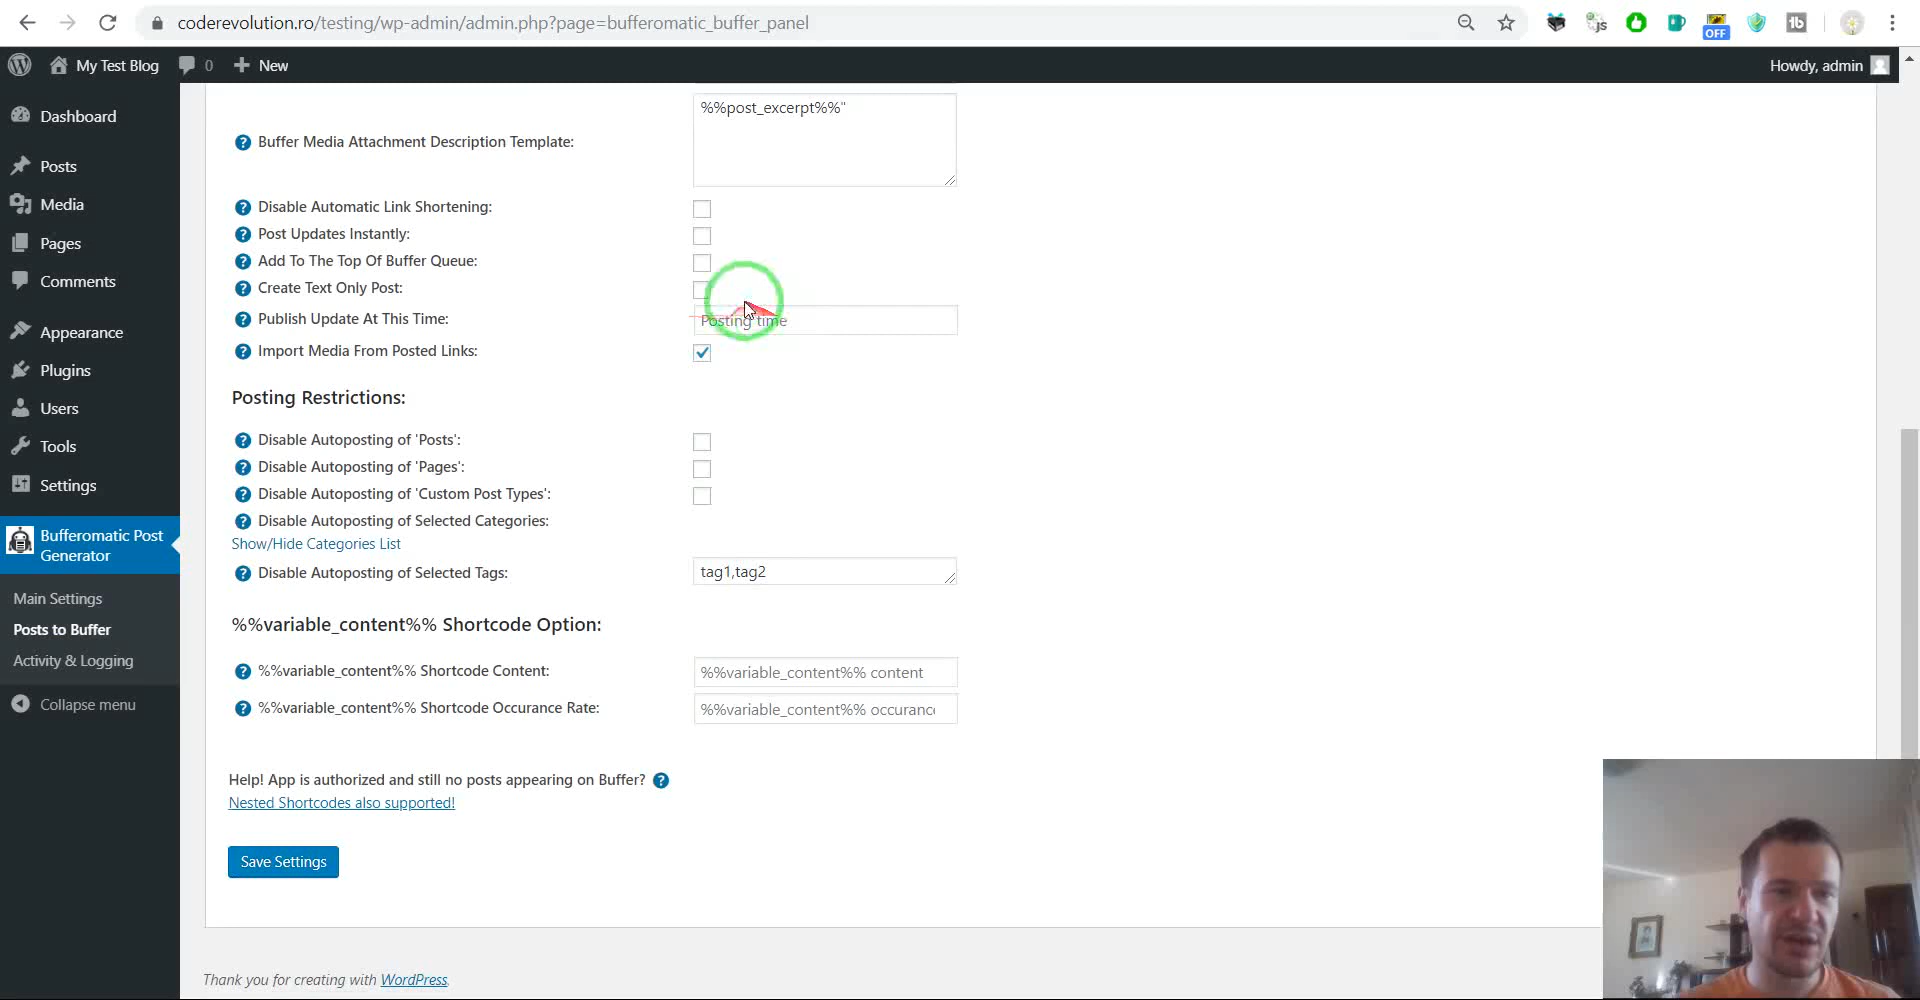 coderevolution.ro/testing/wp-admin/admin.php?page=bufferomatic_buffer_panel
OFF
My Test Blog
0
New
Howdy, admin
Dashboard
Posts
Media
Pages
Comments
Appearance
Plugins
Users
Tools
Settings
Bufferomatic Post
Generator
Main Settings
Posts to Buffer
Activity & Logging
Collapse menu
%%post_excerpt%%"
Buffer Media Attachment Description Template:
Disable Automatic Link Shortening:
Post Updates Instantly:
Add To The Top Of Buffer Queue:
Create Text Only Post:
Publish Update At This Time:
Posting time
Import Media From Posted Links:
Posting Restrictions:
Disable Autoposting of 'Posts':
Disable Autoposting of 'Pages':
Disable Autoposting of 'Custom Post Types':
Disable Autoposting of Selected Categories:
Show/Hide Categories List
Disable Autoposting of Selected Tags:
tag1,tag2
%%variable_content%% Shortcode Option:
%%variable_content%% Shortcode Content:
%%variable_content%% content
%%variable_content%% Shortcode Occurance Rate:
%%variable_content%% occuranc
Help! App is authorized and still no posts appearing on Buffer?
Nested Shortcodes also supported!
Save Settings
Thank you for creating with WordPress.